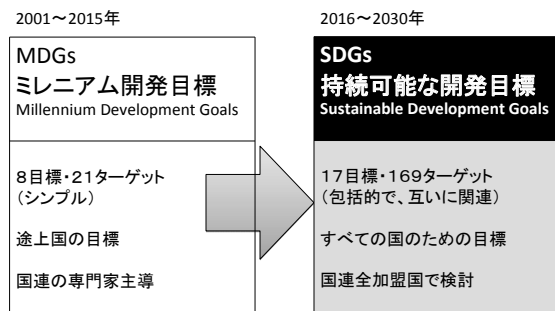 2001～2015年
MDGs
ミレニアム開発目標
Millennium Development Goals
8目標・21ターゲット
（シンプル）
途上国の目標
国連の専門家主導
2016～2030年
SDGs
持続可能な開発目標
Sustainable Development Goals
17目標・169ターゲット
（包括的で、互いに関連）
すべての国のための目標
国連全加盟国で検討